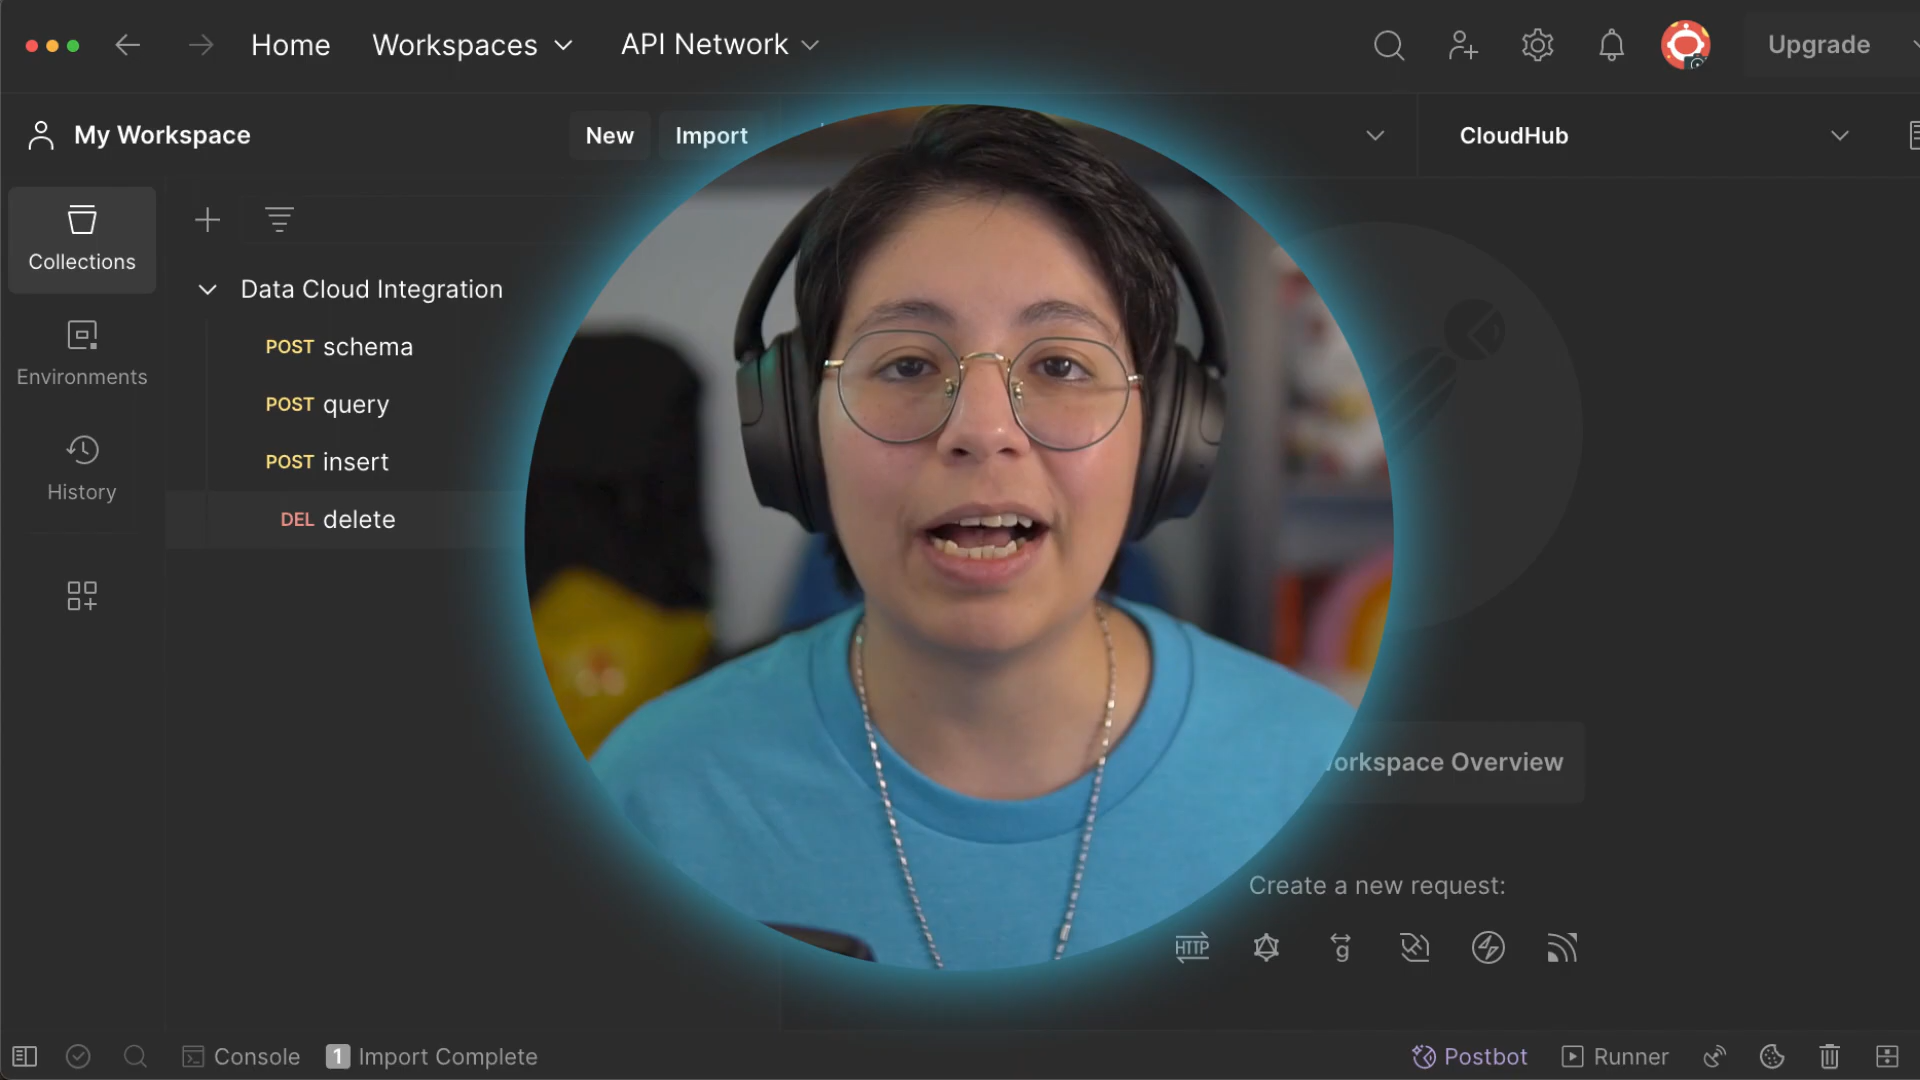 Home
Workspaces
API Network
Upgrade
My Workspace
New
Import
CloudHub
Collections
Environments
History
Data Cloud Integration
POST schema
POST query
POST insert
DEL delete
Workspace Overview
Create a new request:
HTTP
g
Console
1 Import Complete
Postbot
Runner